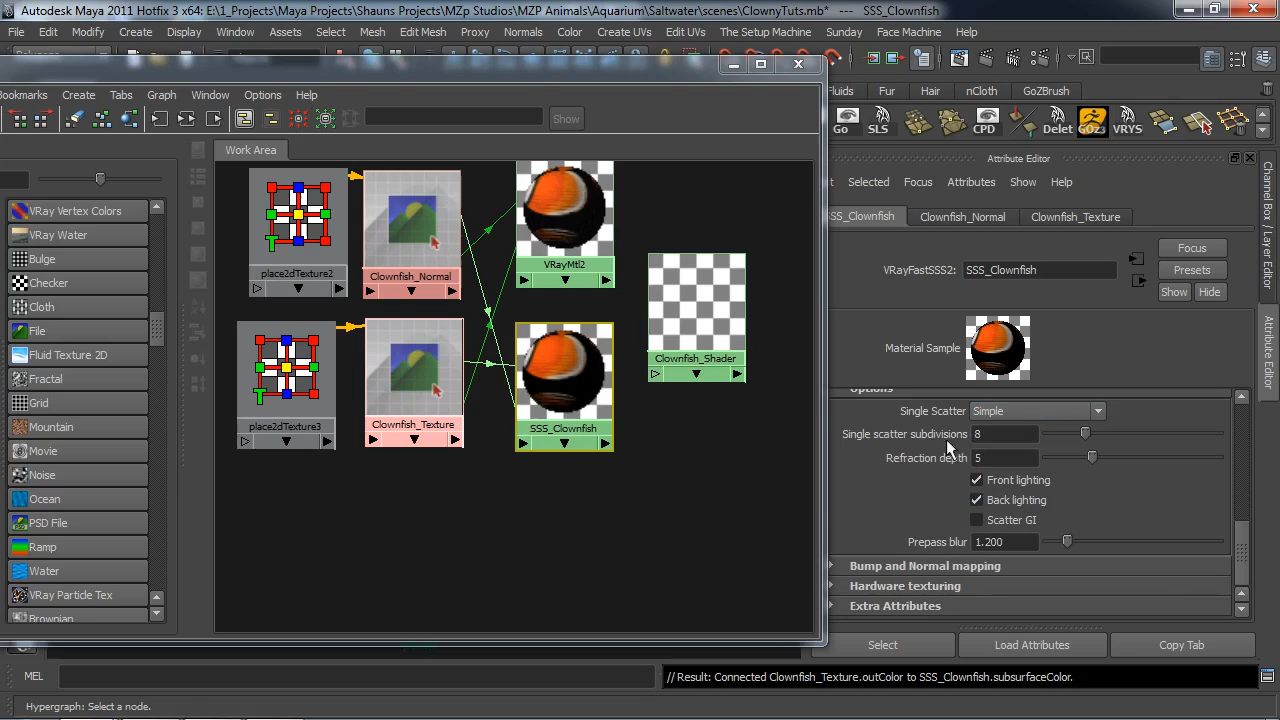 Autodesk Maya 2011 Hotfix 3 x64: E:\1_Projects\Maya Projects\Shauns Projects\MZp Studios\MZP Animals\Aquarium\Saltwater\scenes\ClownyTuts.mb* --- SSS_Clownfish
File Edit Modify Create Display Window Assets Select Mesh Edit Mesh Proxy Normals Color Create UVs Edit UVs The Setup Machine Sunday Face Machine Help
ookmarks Create Tabs Graph Window Options Help
Show
Fluids Fur Hair nCloth GoZBrush
Go SLS CPD Delet GOZ3 VRYS
Work Area
Attribute Editor
t Selected Focus Attributes Show Help
SSS_Clownfish Clownfish_Normal Clownfish_Texture
VRayFastSSS2: SSS_Clownfish
Focus
Presets
Show Hide
Material Sample
Options
Single Scatter Simple
Single scatter subdivisions 8
Refraction depth 5
Front lighting
Back lighting
Scatter GI
Prepass blur 1.200
Bump and Normal mapping
Hardware texturing
Extra Attributes
Select Load Attributes Copy Tab
Channel Box / Layer Editor
Attribute Editor
VRay Vertex Colors
VRay Water
Bulge
Checker
Cloth
File
Fluid Texture 2D
Fractal
Grid
Mountain
Movie
Noise
Ocean
PSD File
Ramp
Water
VRay Particle Tex
Brownian
place2dTexture2
Clownfish_Normal
VRayMtl2
place2dTexture3
Clownfish_Texture
SSS_Clownfish
Clownfish_Shader
MEL
// Result: Connected Clownfish_Texture.outColor to SSS_Clownfish.subsurfaceColor.
Hypergraph: Select a node.